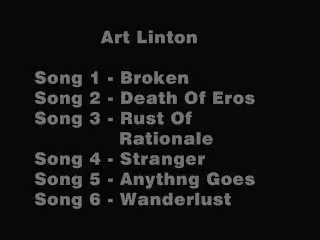 Art Linton
Song 1 - Broken
Song 2 - Death Of Eros
Song 3 - Rust Of
Rationale
Song 4 - Stranger
Song 5 - Anythng Goes
Song 6 - Wanderlust